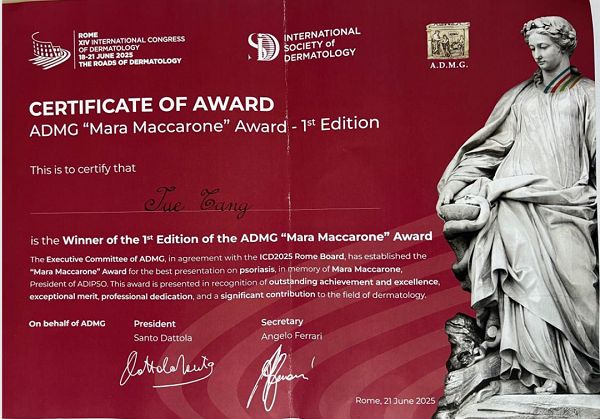 ROME
XIV INTERNATIONAL CONGRESS
OF DERMATOLOGY
18-21 JUNE 2025
THE ROADS OF DERMATOLOGY
INTERNATIONAL
SOCIETY of
DERMATOLOGY
A.D.M.G.
CERTIFICATE OF AWARD
ADMG “Mara Maccarone” Award - 1st Edition
This is to certify that
Tang
is the Winner of the 1st Edition of the ADMG “Mara Maccarone” Award
The Executive Committee of ADMG, in agreement with the ICD2025 Rome Board, has established the
“Mara Maccarone” Award for the best presentation on psoriasis, in memory of Mara Maccarone,
President of ADIPSO. This award is presented in recognition of outstanding achievement and excellence,
exceptional merit, professional dedication, and a significant contribution to the field of dermatology.
On behalf of ADMG
President
Santo Dattola
Secretary
Angelo Ferrari
Rome, 21 June 2025